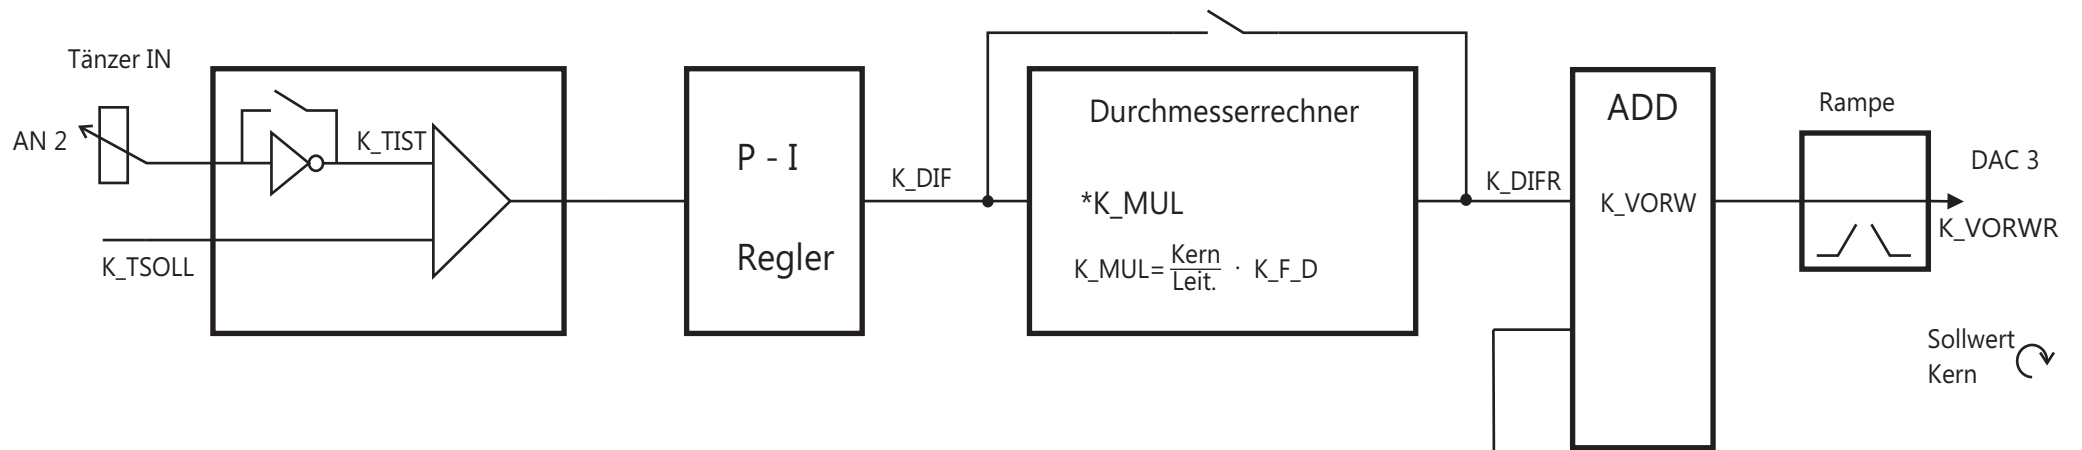 Tänzer IN
AN 2
K_TIST
K_TSOLL
P - I
Regler
K_DIF
Durchmesserrechner
*K_MUL
K_MUL= Kern
Leit. · K_F_D
K_DIFR
ADD
K_VORW
Rampe
DAC 3
K_VORWR
Sollwert
Kern